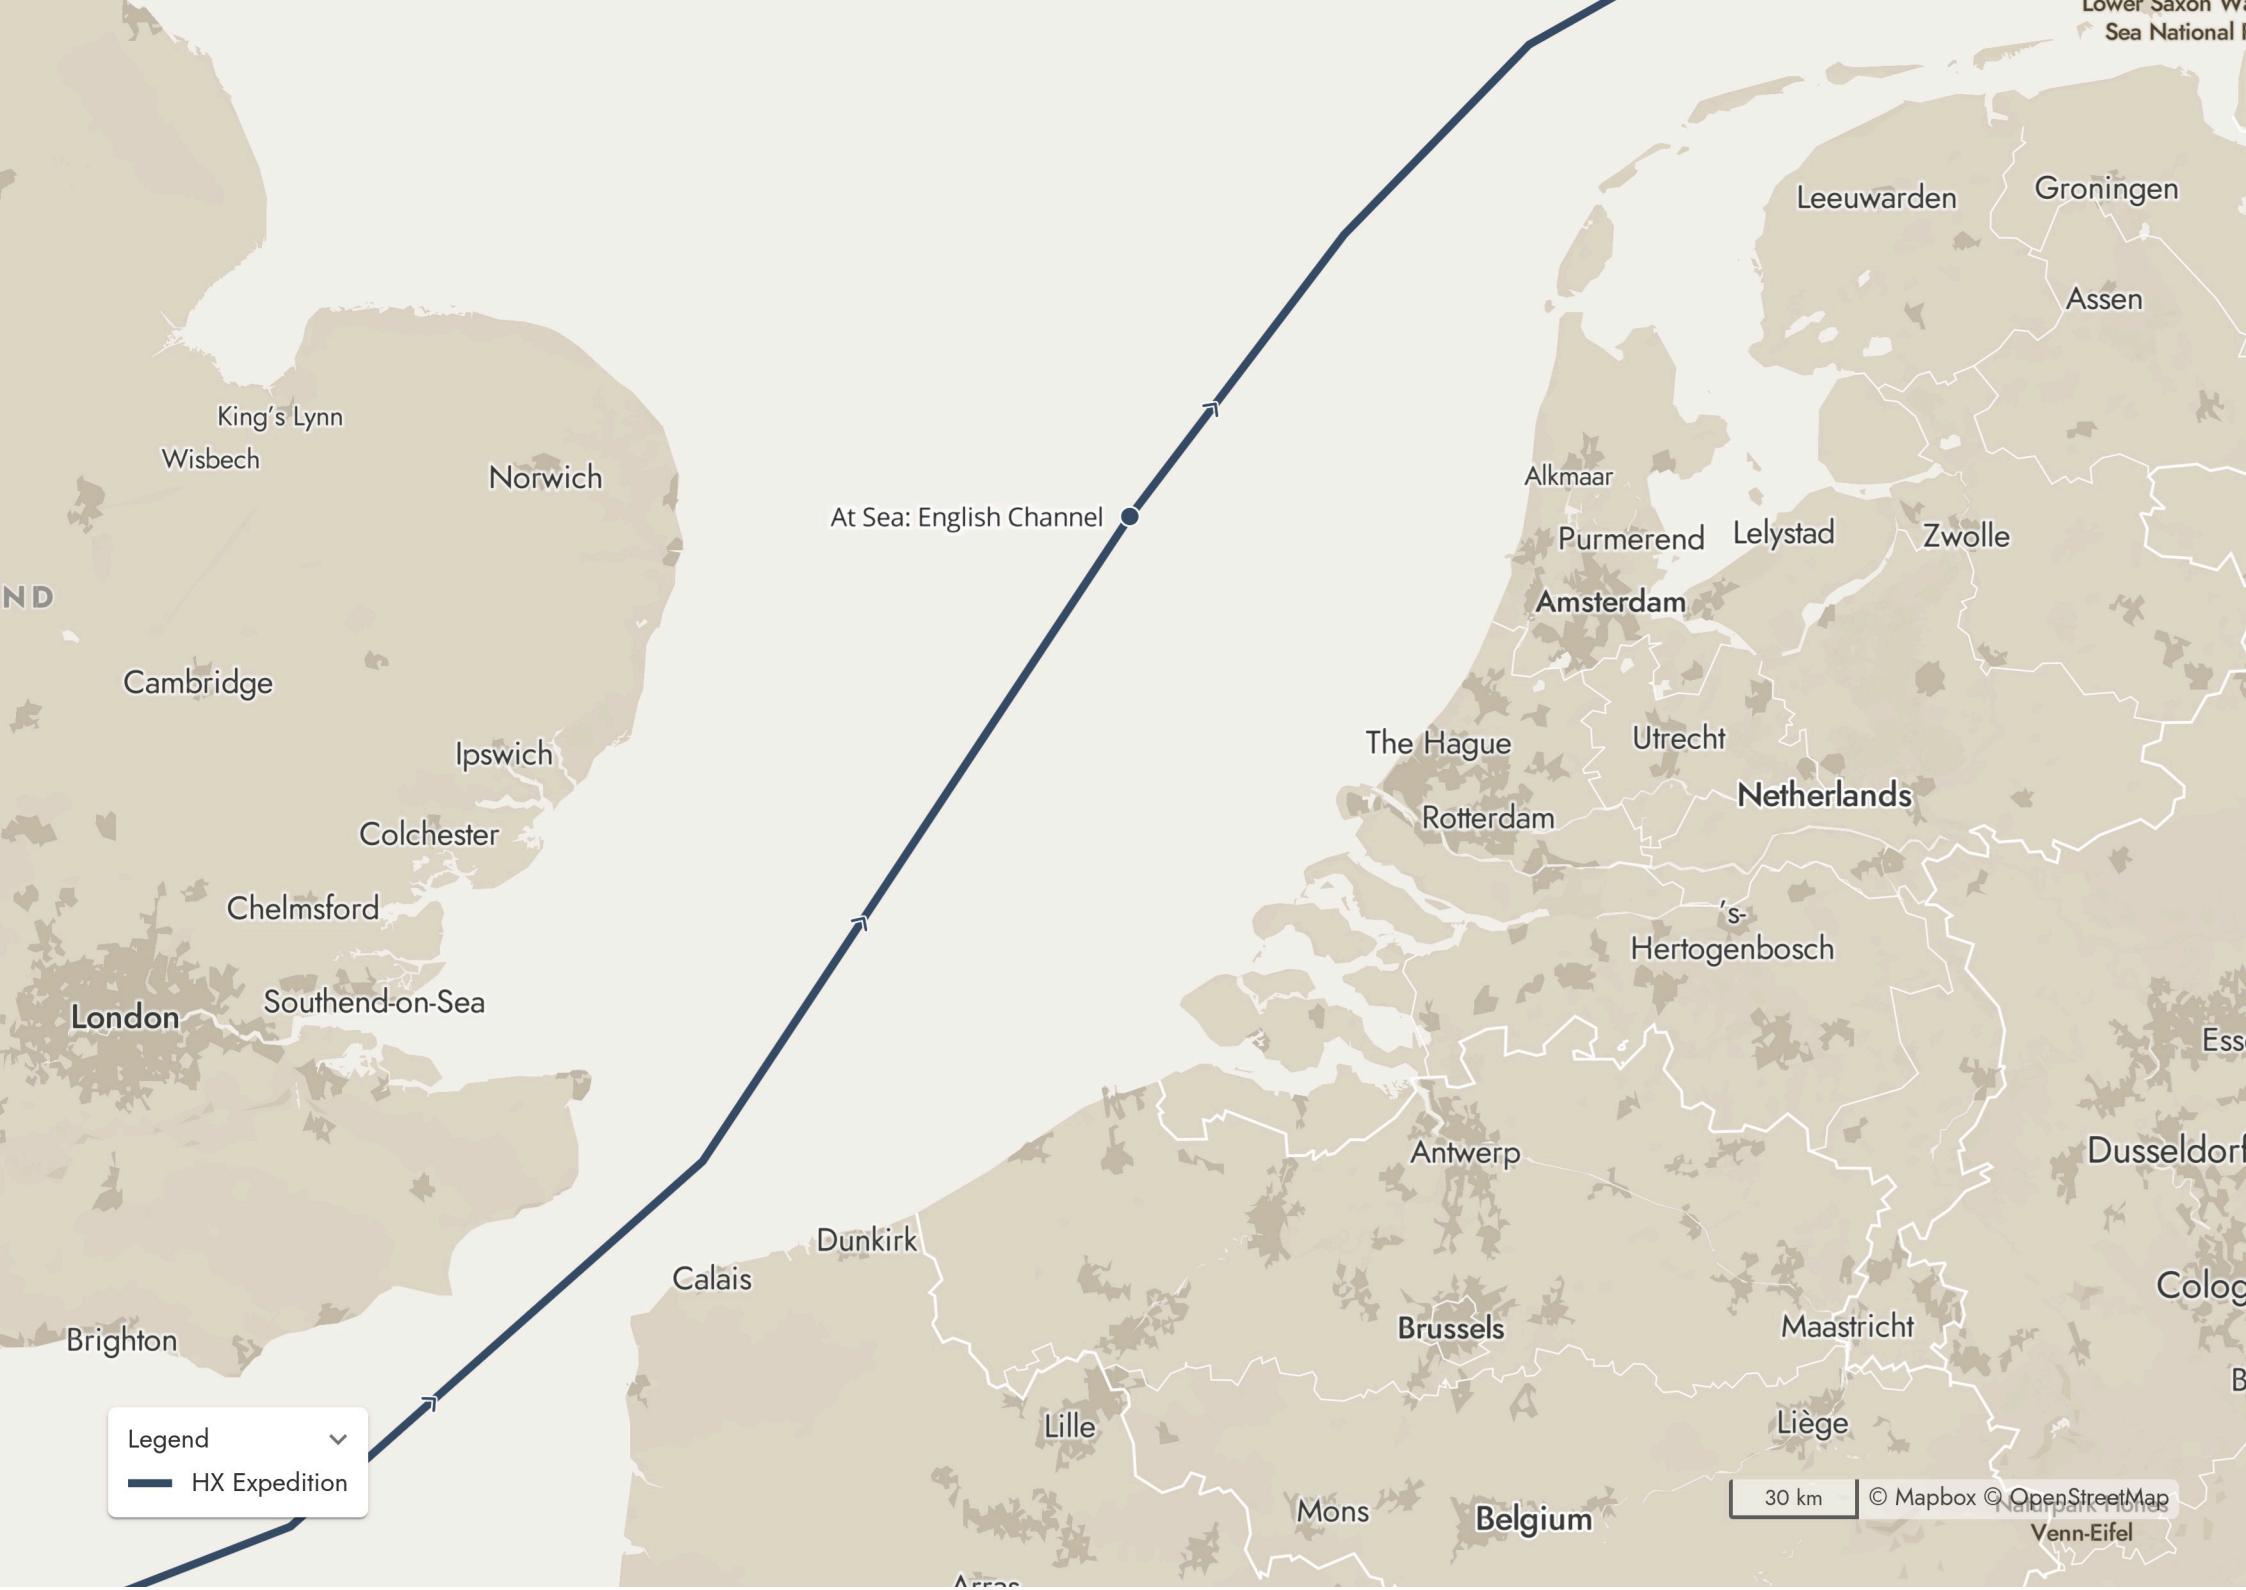 Lower Saxon Wa
Sea National P
Leeuwarden
Groningen
Assen
King's Lynn
Wisbech
Norwich
Alkmaar
At Sea: English Channel
Purmerend
Lelystad
Zwolle
ND
Amsterdam
Cambridge
Ipswich
The Hague
Utrecht
Netherlands
Colchester
Rotterdam
Chelmsford
's-
Hertogenbosch
London
Southend-on-Sea
Ess
Antwerp
Dusseldorf
Dunkirk
Calais
Colog
Brighton
Brussels
Maastricht
B
Lille
Liège
Legend
HX Expedition
30 km
© Mapbox © OpenStreetMap
Naturpark Hohes
Venn-Eifel
Mons
Belgium
Arras